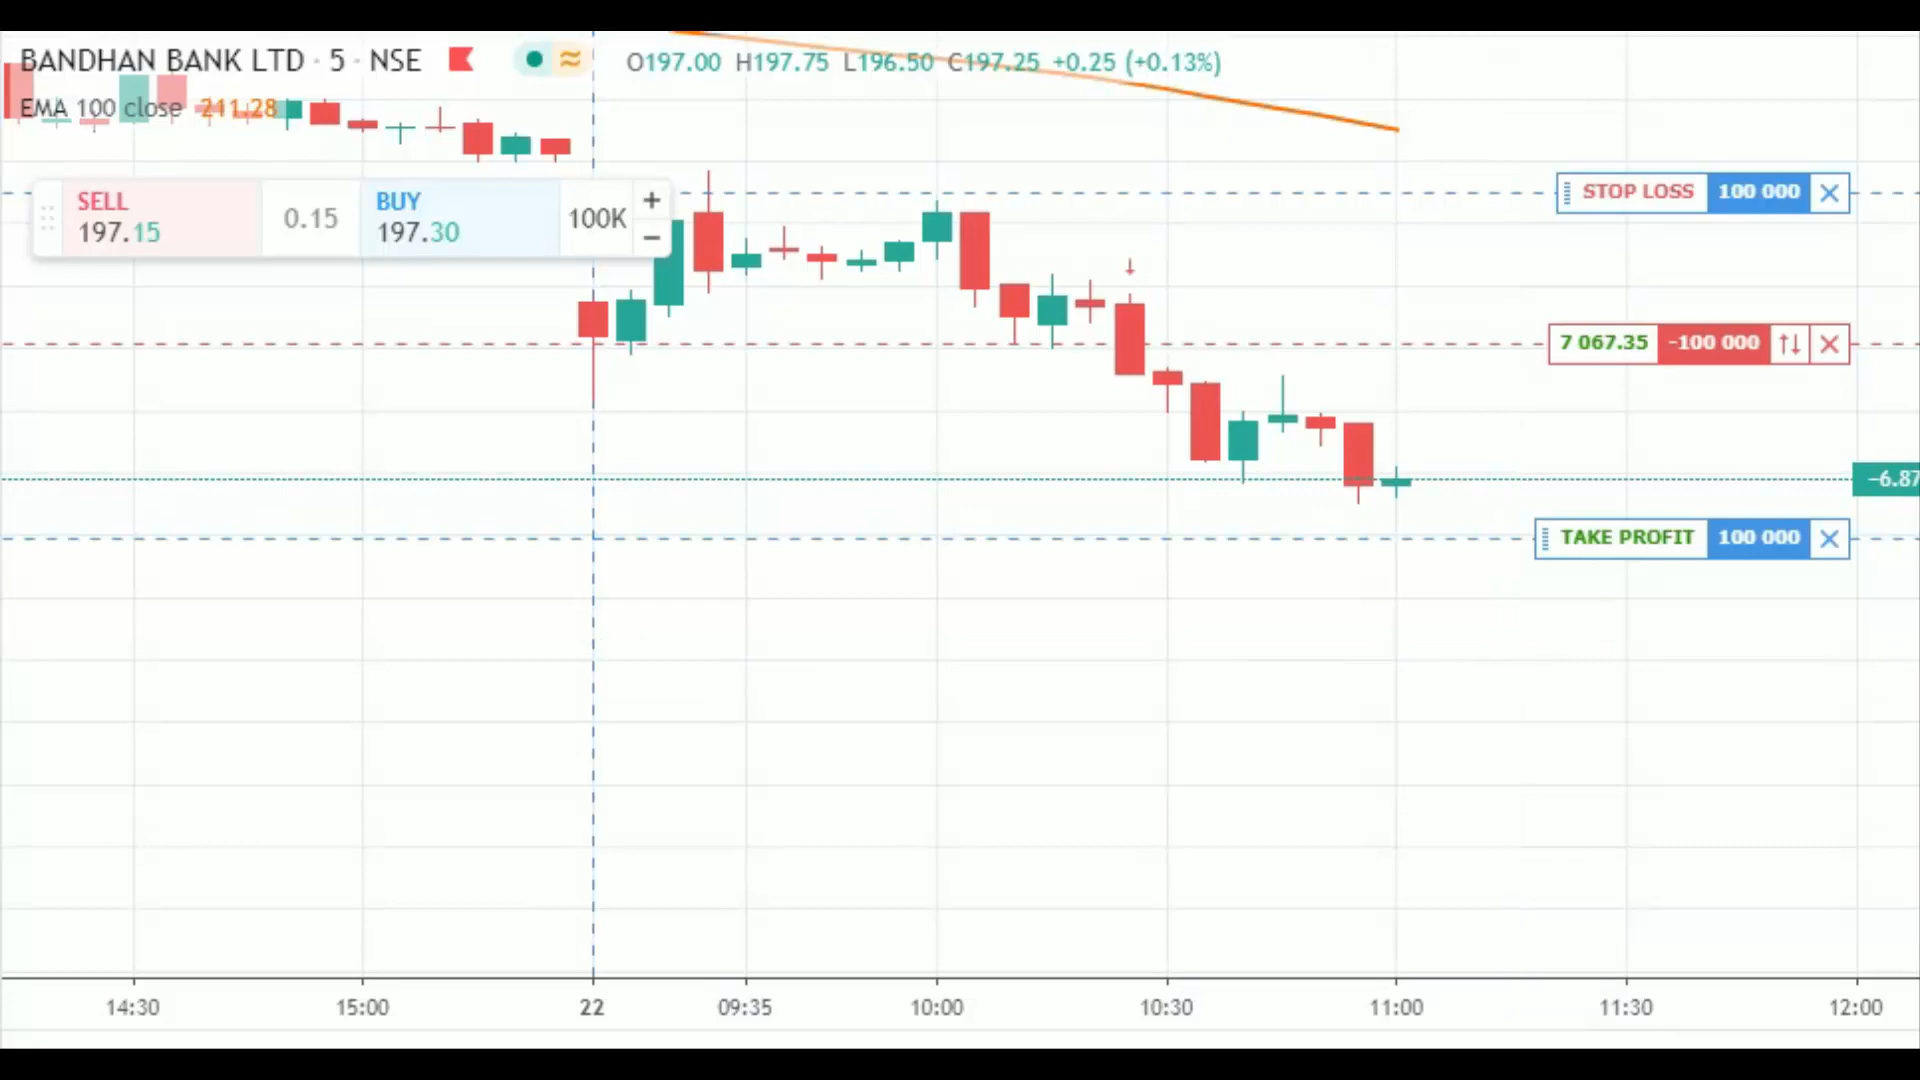 BANDHAN BANK LTD · 5 · NSE
O197.00 H197.75 L196.50 C197.25 +0.25 (+0.13%)
EMA 100 close 211.28
SELL
197.15
0.15
BUY
197.30
100K
+
−
STOP LOSS 100 000
7 067.35 -100 000
−6.87
TAKE PROFIT 100 000
14:30 15:00 22 09:35 10:00 10:30 11:00 11:30 12:00